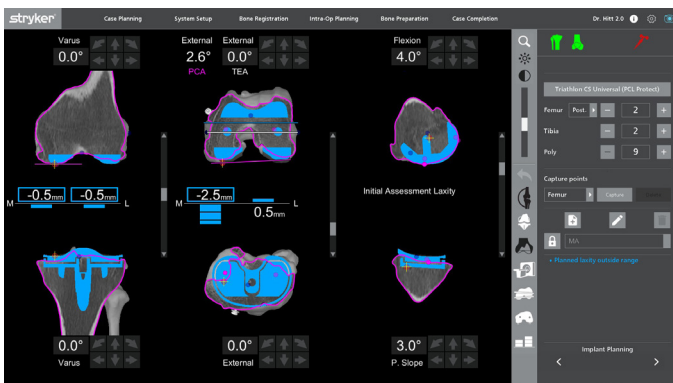 stryker Case Planning System Setup Bone Registration Intra-Op Planning Bone Preparation Case Completion Dr. Hitt 2.0
Varus External External Flexion
0.0° 2.6° 0.0° 4.0°
PCA TEA
Triathlon CS Universal (PCL Protect)
Femur Post. 2
Tibia 2
Poly 9
Capture points
Femur Capture
Initial Assessment Laxity
M -0.5mm -0.5mm L M -2.5mm L
0.5mm
MA
• Planned laxity outside range
0.0° 0.0° 3.0°
Varus External P. Slope
Implant Planning